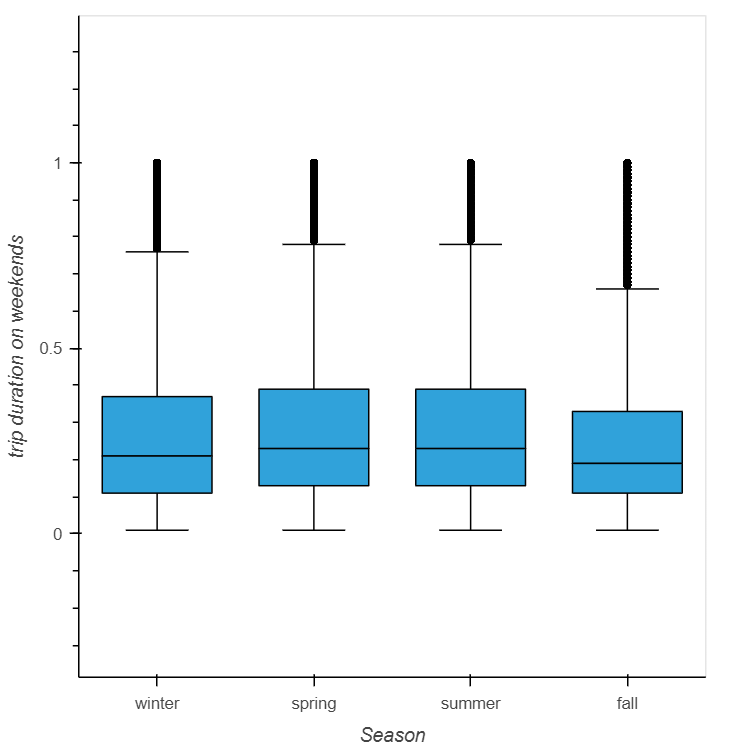 trip duration on weekends
1
0.5
0
winter spring summer fall
Season